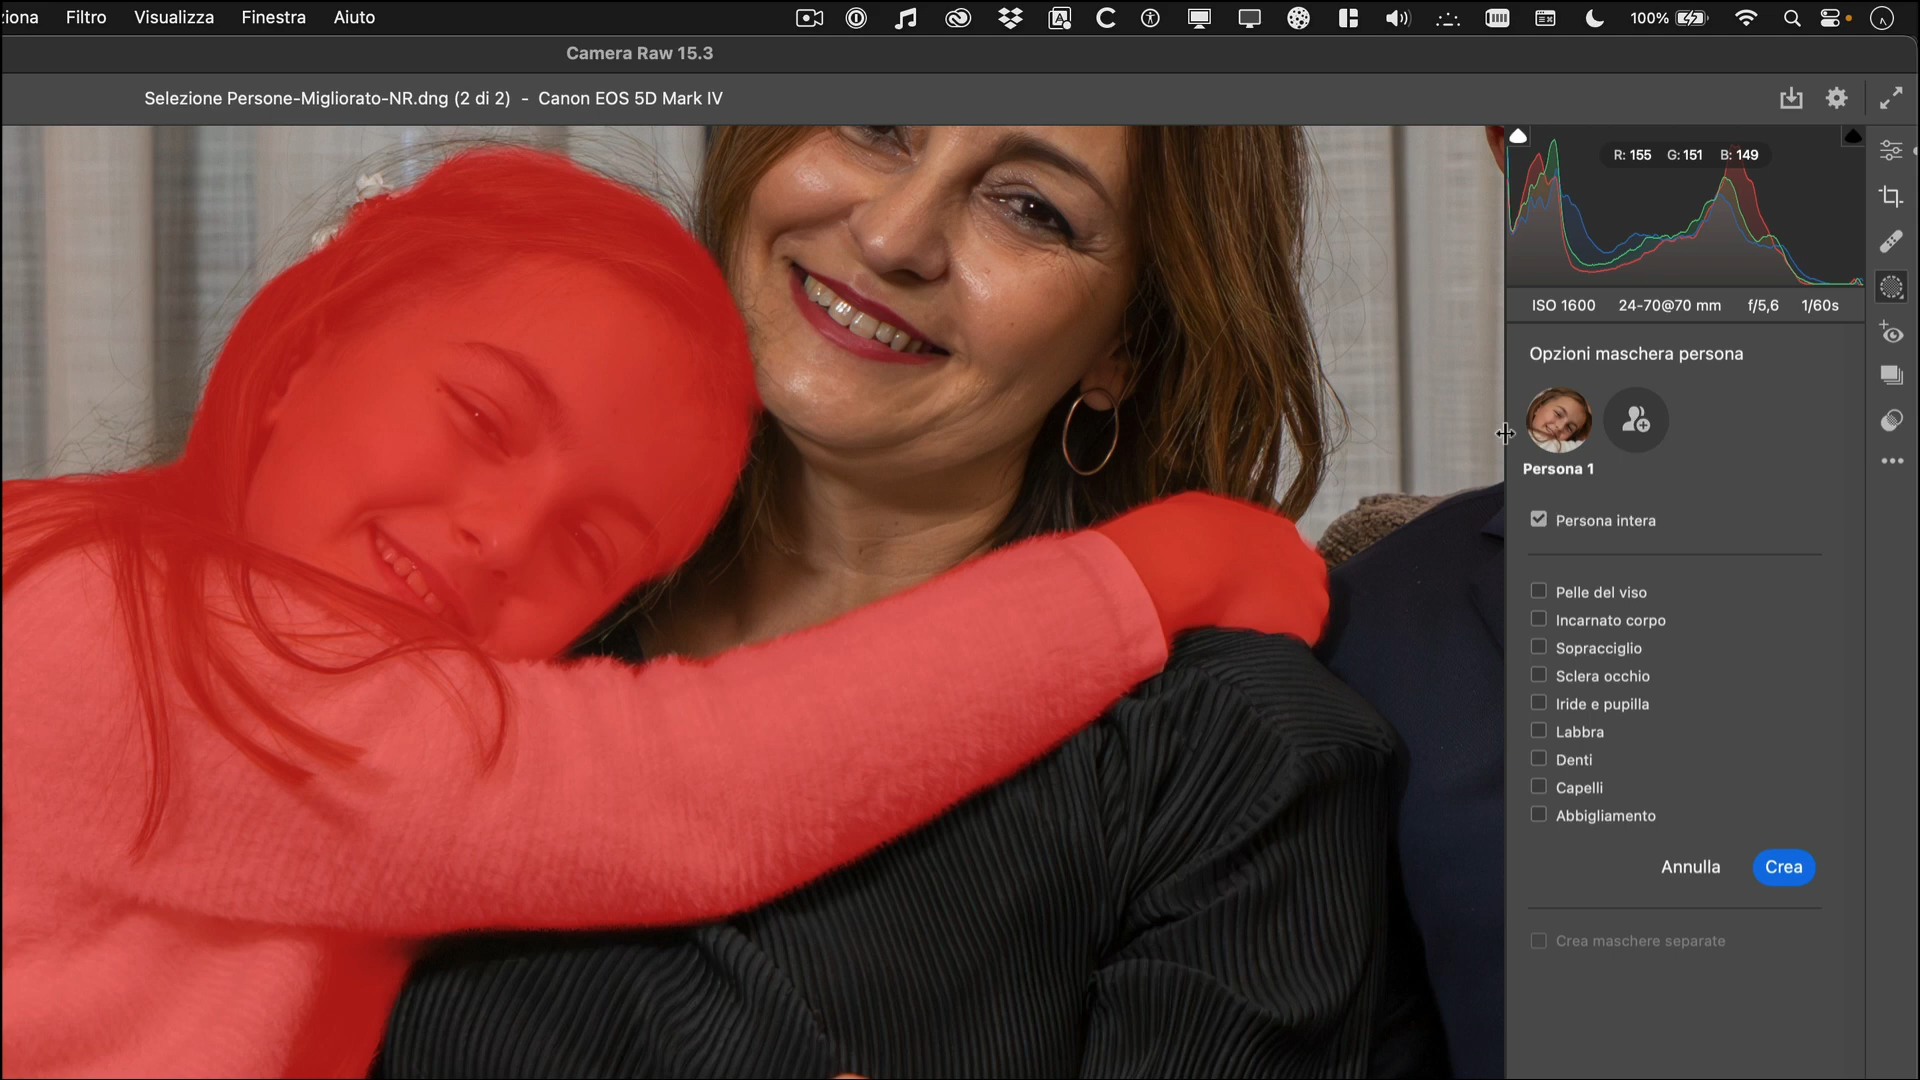 ziona Filtro Visualizza Finestra Aiuto 100%
Camera Raw 15.3
Selezione Persone-Migliorato-NR.dng (2 di 2) - Canon EOS 5D Mark IV
R: 155 G: 151 B: 149
ISO 1600 24-70@70 mm f/5,6 1/60s
Opzioni maschera persona
Persona 1
Persona intera
Pelle del viso
Incarnato corpo
Sopracciglio
Sclera occhio
Iride e pupilla
Labbra
Denti
Capelli
Abbigliamento
Annulla Crea
Crea maschere separate